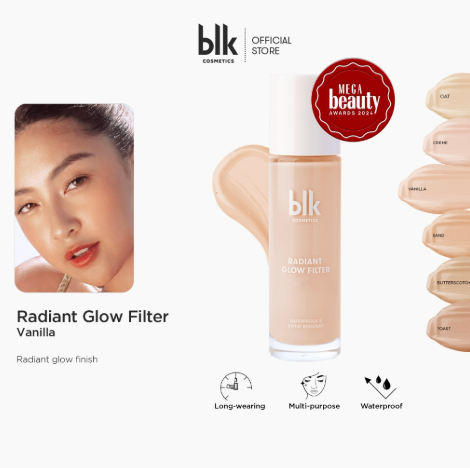 blk
COSMETICS
OFFICIAL
STORE
MEGA
beauty
AWARDS 2024
OAT
CRÈME
VANILLA
SAND
BUTTERSCOTCH
TOAST
blk
COSMETICS
RADIANT
GLOW FILTER
Radiant Glow Filter
Vanilla
Radiant glow finish
Long-wearing
Multi-purpose
Waterproof